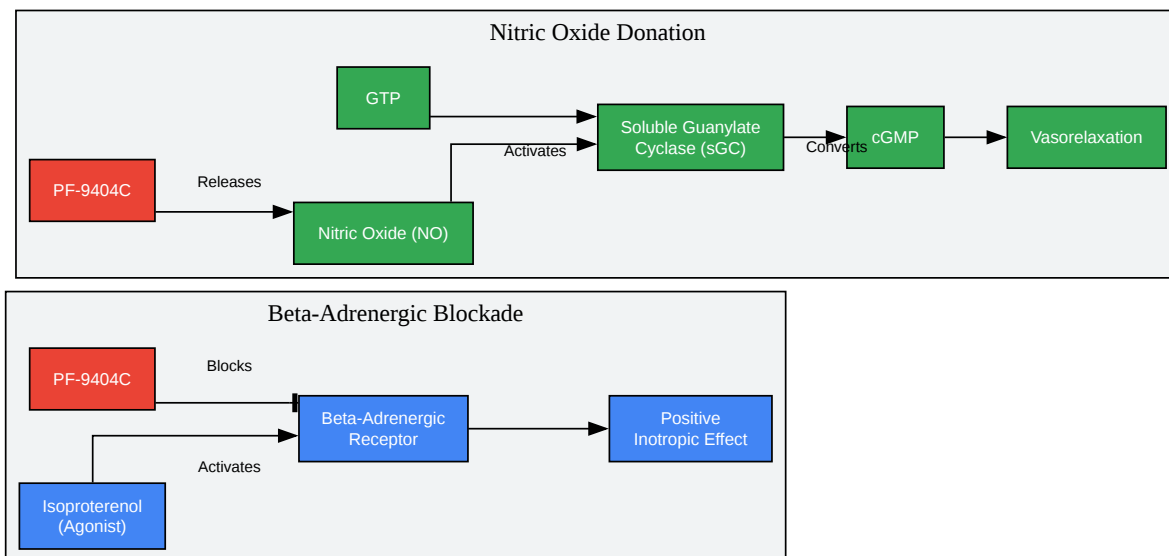 Nitric Oxide Donation
GTP
Soluble Guanylate
Cyclase (sGC)
Activates
Converts
cGMP
Vasorelaxation
PF-9404C
Releases
Nitric Oxide (NO)
Beta-Adrenergic Blockade
PF-9404C
Blocks
Beta-Adrenergic
Receptor
Positive
Inotropic Effect
Activates
Isoproterenol
(Agonist)